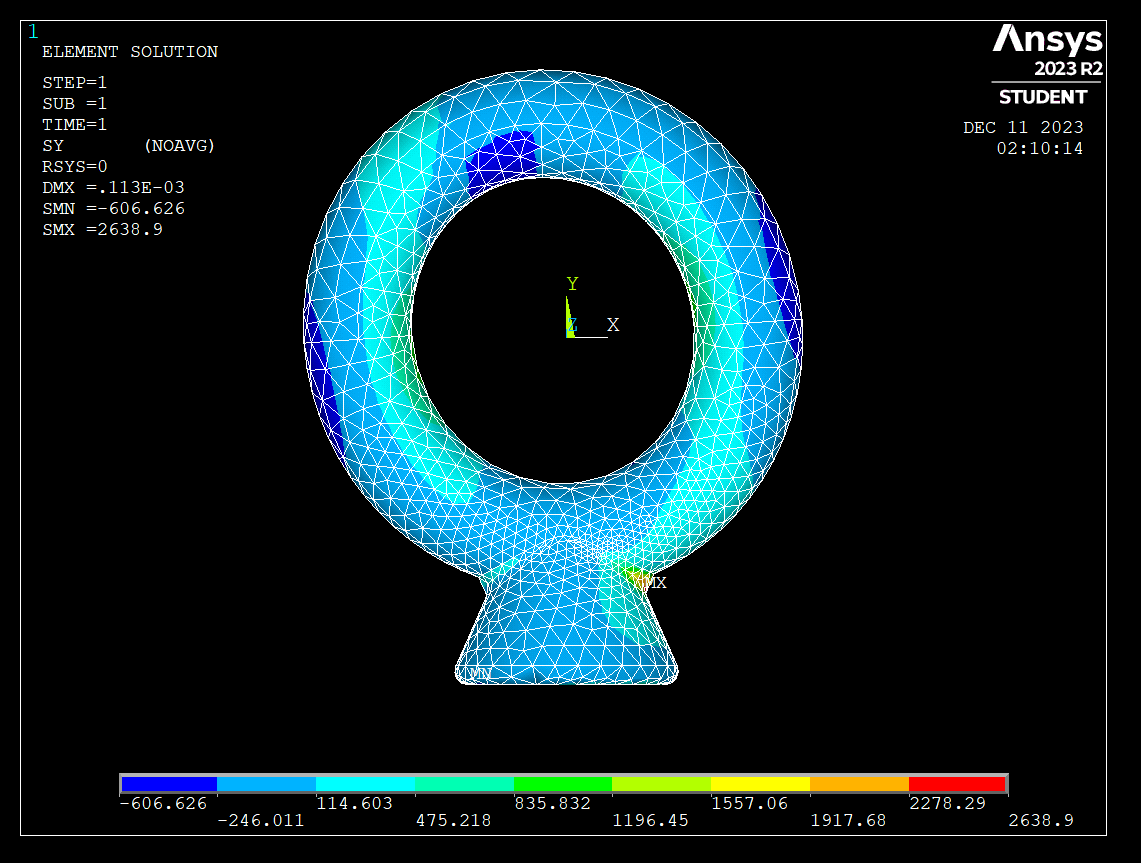 1
ELEMENT SOLUTION
STEP=1
SUB =1
TIME=1
SY (NOAVG)
RSYS=0
DMX =.113E-03
SMN =-606.626
SMX =2638.9
Ansys
2023 R2
STUDENT
DEC 11 2023
02:10:14
Y
Z X
MX
MN
-606.626 114.603 835.832 1557.06 2278.29
-246.011 475.218 1196.45 1917.68 2638.9